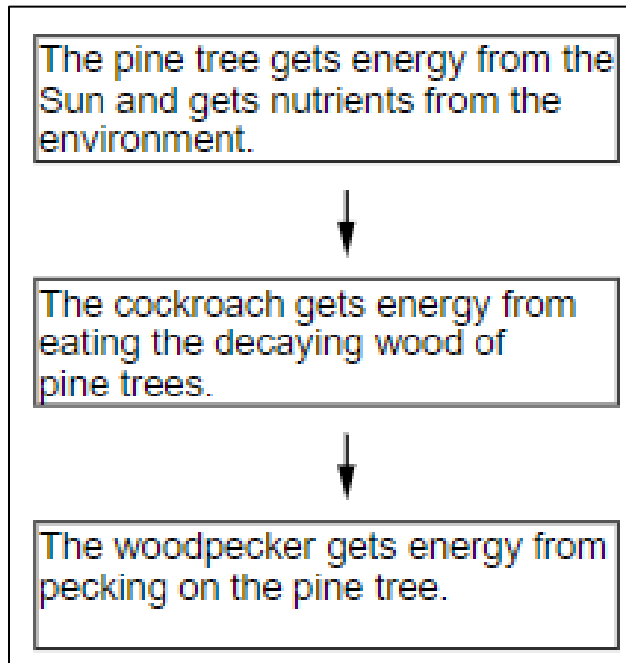 The pine tree gets energy from the
Sun and gets nutrients from the
environment.
The cockroach gets energy from
eating the decaying wood of
pine trees.
The woodpecker gets energy from
pecking on the pine tree.